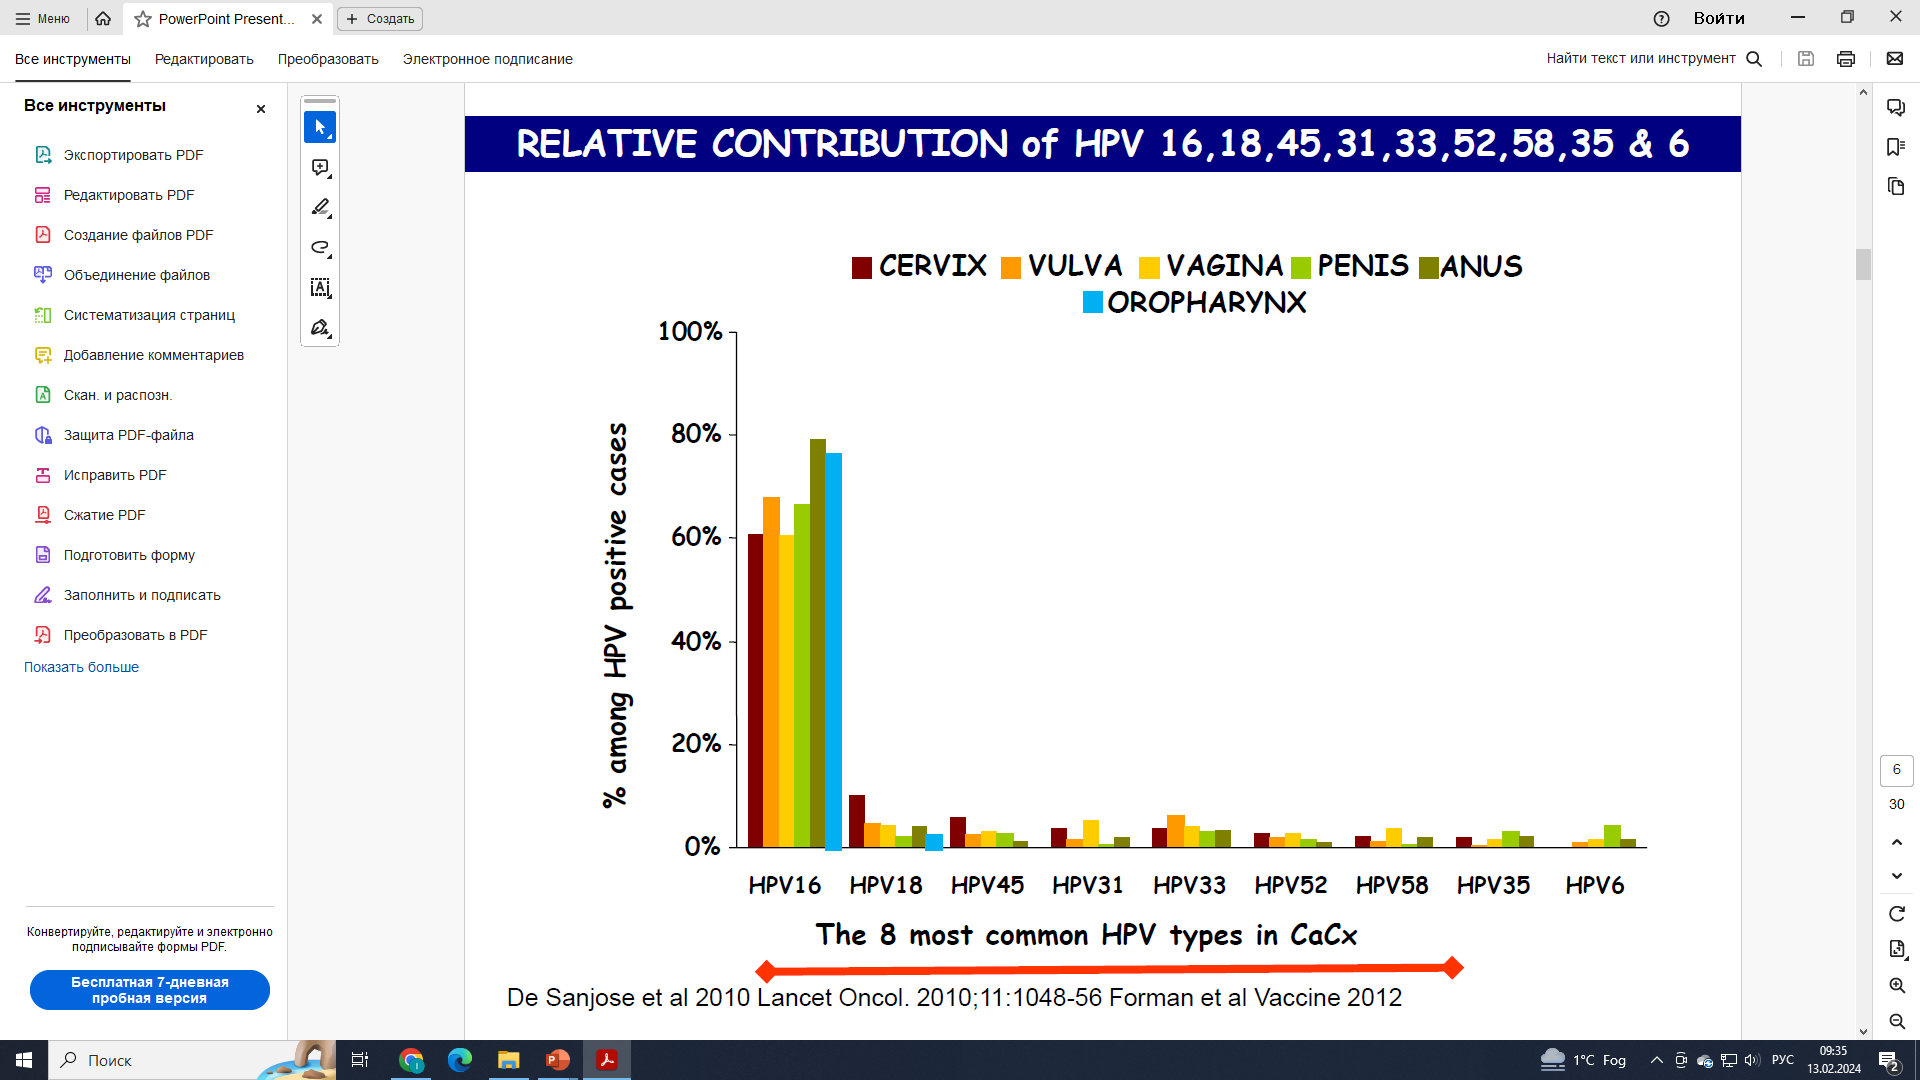 Меню
PowerPoint Present...
Создать
Войти
Все инструменты
Редактировать
Преобразовать
Электронное подписание
Найти текст или инструмент
Все инструменты
Экспортировать PDF
Редактировать PDF
Создание файлов PDF
Объединение файлов
Систематизация страниц
Добавление комментариев
Скан. и распозн.
Защита PDF-файла
Исправить PDF
Сжатие PDF
Подготовить форму
Заполнить и подписать
Преобразовать в PDF
Показать больше
Конвертируйте, редактируйте и электронно
подписывайте формы PDF.
Бесплатная 7-дневная
пробная версия
RELATIVE CONTRIBUTION of HPV 16,18,45,31,33,52,58,35 & 6
CERVIX VULVA VAGINA PENIS ANUS
OROPHARYNX
% among HPV positive cases
100%
80%
60%
40%
20%
0%
HPV16 HPV18 HPV45 HPV31 HPV33 HPV52 HPV58 HPV35 HPV6
The 8 most common HPV types in CaCx
De Sanjose et al 2010 Lancet Oncol. 2010;11:1048-56 Forman et al Vaccine 2012
6
30
Поиск
1°C Fog
РУС
09:35
13.02.2024
2